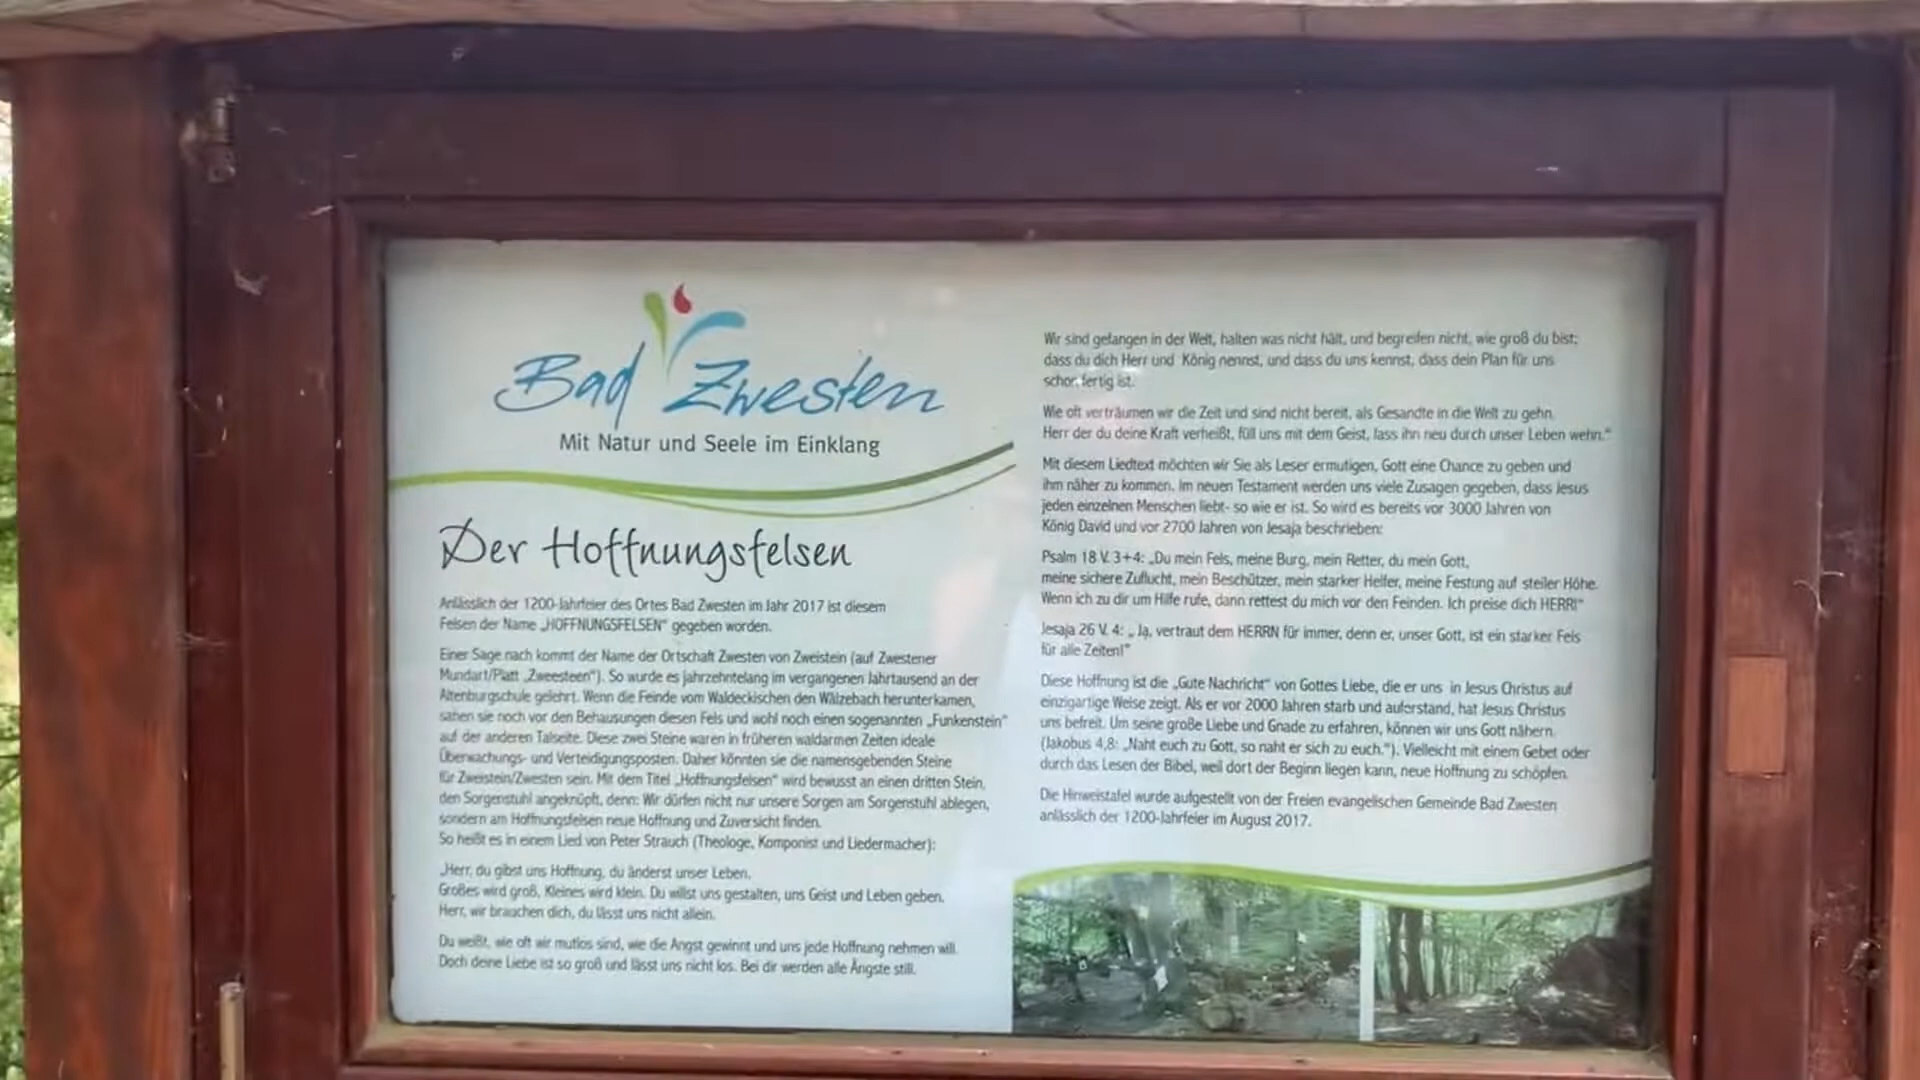 Bad Zwesten
Mit Natur und Seele im Einklang
Der Hoffnungsfelsen
Anlässlich der 1200-Jahrfeier des Ortes Bad Zwesten im Jahr 2017 ist diesem
Felsen der Name „HOFFNUNGSFELSEN“ gegeben worden.
Einer Sage nach kommt der Name der Ortschaft Zwesten von Zweistein (auf Zwestener
Mundart/Platt „Zweesteen“). So wurde es jahrzehntelang im vergangenen Jahrtausend an der
Altenburgschule gelehrt. Wenn die Feinde vom Waldeckischen den Wälzebach herunterkamen,
sahen sie noch vor den Behausungen diesen Fels und wohl noch einen sogenannten „Funkenstein“
auf der anderen Talseite. Diese zwei Steine waren in früheren waldarmen Zeiten ideale
Überwachungs- und Verteidigungsposten. Daher könnten sie die namensgebenden Steine
für Zweistein/Zwesten sein. Mit dem Titel „Hoffnungsfelsen“ wird bewusst an einen dritten Stein,
den Sorgenstuhl angeknüpft, denn: Wir dürfen nicht nur unsere Sorgen am Sorgenstuhl ablegen,
sondern am Hoffnungsfelsen neue Hoffnung und Zuversicht finden.
So heißt es in einem Lied von Peter Strauch (Theologe, Komponist und Liedermacher):
„Herr, du gibst uns Hoffnung, du änderst unser Leben.
Großes wird groß, Kleines wird klein. Du willst uns gestalten, uns Geist und Leben geben.
Herr, wir brauchen dich, du lässt uns nicht allein.
Du weißt, wie oft wir mutlos sind, wie die Angst gewinnt und uns jede Hoffnung nehmen will.
Doch deine Liebe ist so groß und lässt uns nicht los. Bei dir werden alle Ängste still.
Wir sind gefangen in der Welt, halten was nicht hält, und begreifen nicht, wie groß du bist;
dass du dich Herr und König nennst, und dass du uns kennst, dass dein Plan für uns
schon fertig ist.
Wie oft verträumen wir die Zeit und sind nicht bereit, als Gesandte in die Welt zu gehn.
Herr der du deine Kraft verheißt, füll uns mit dem Geist, lass ihn neu durch unser Leben wehn.“
Mit diesem Liedtext möchten wir Sie als Leser ermutigen, Gott eine Chance zu geben und
ihm näher zu kommen. Im neuen Testament werden uns viele Zusagen gegeben, dass Jesus
jeden einzelnen Menschen liebt- so wie er ist. So wird es bereits vor 3000 Jahren von
König David und vor 2700 Jahren von Jesaja beschrieben:
Psalm 18 V. 3+4: „Du mein Fels, meine Burg, mein Retter, du mein Gott,
meine sichere Zuflucht, mein Beschützer, mein starker Helfer, meine Festung auf steiler Höhe.
Wenn ich zu dir um Hilfe rufe, dann rettest du mich vor den Feinden. Ich preise dich HERR!“
Jesaja 26 V. 4: „ Ja, vertraut dem HERRN für immer, denn er, unser Gott, ist ein starker Fels
für alle Zeiten!“
Diese Hoffnung ist die „Gute Nachricht“ von Gottes Liebe, die er uns in Jesus Christus auf
einzigartige Weise zeigt. Als er vor 2000 Jahren starb und auferstand, hat Jesus Christus
uns befreit. Um seine große Liebe und Gnade zu erfahren, können wir uns Gott nähern.
(Jakobus 4,8: „Naht euch zu Gott, so naht er sich zu euch.“). Vielleicht mit einem Gebet oder
durch das Lesen der Bibel, weil dort der Beginn liegen kann, neue Hoffnung zu schöpfen.
Die Hinweistafel wurde aufgestellt von der Freien evangelischen Gemeinde Bad Zwesten
anlässlich der 1200-Jahrfeier im August 2017.